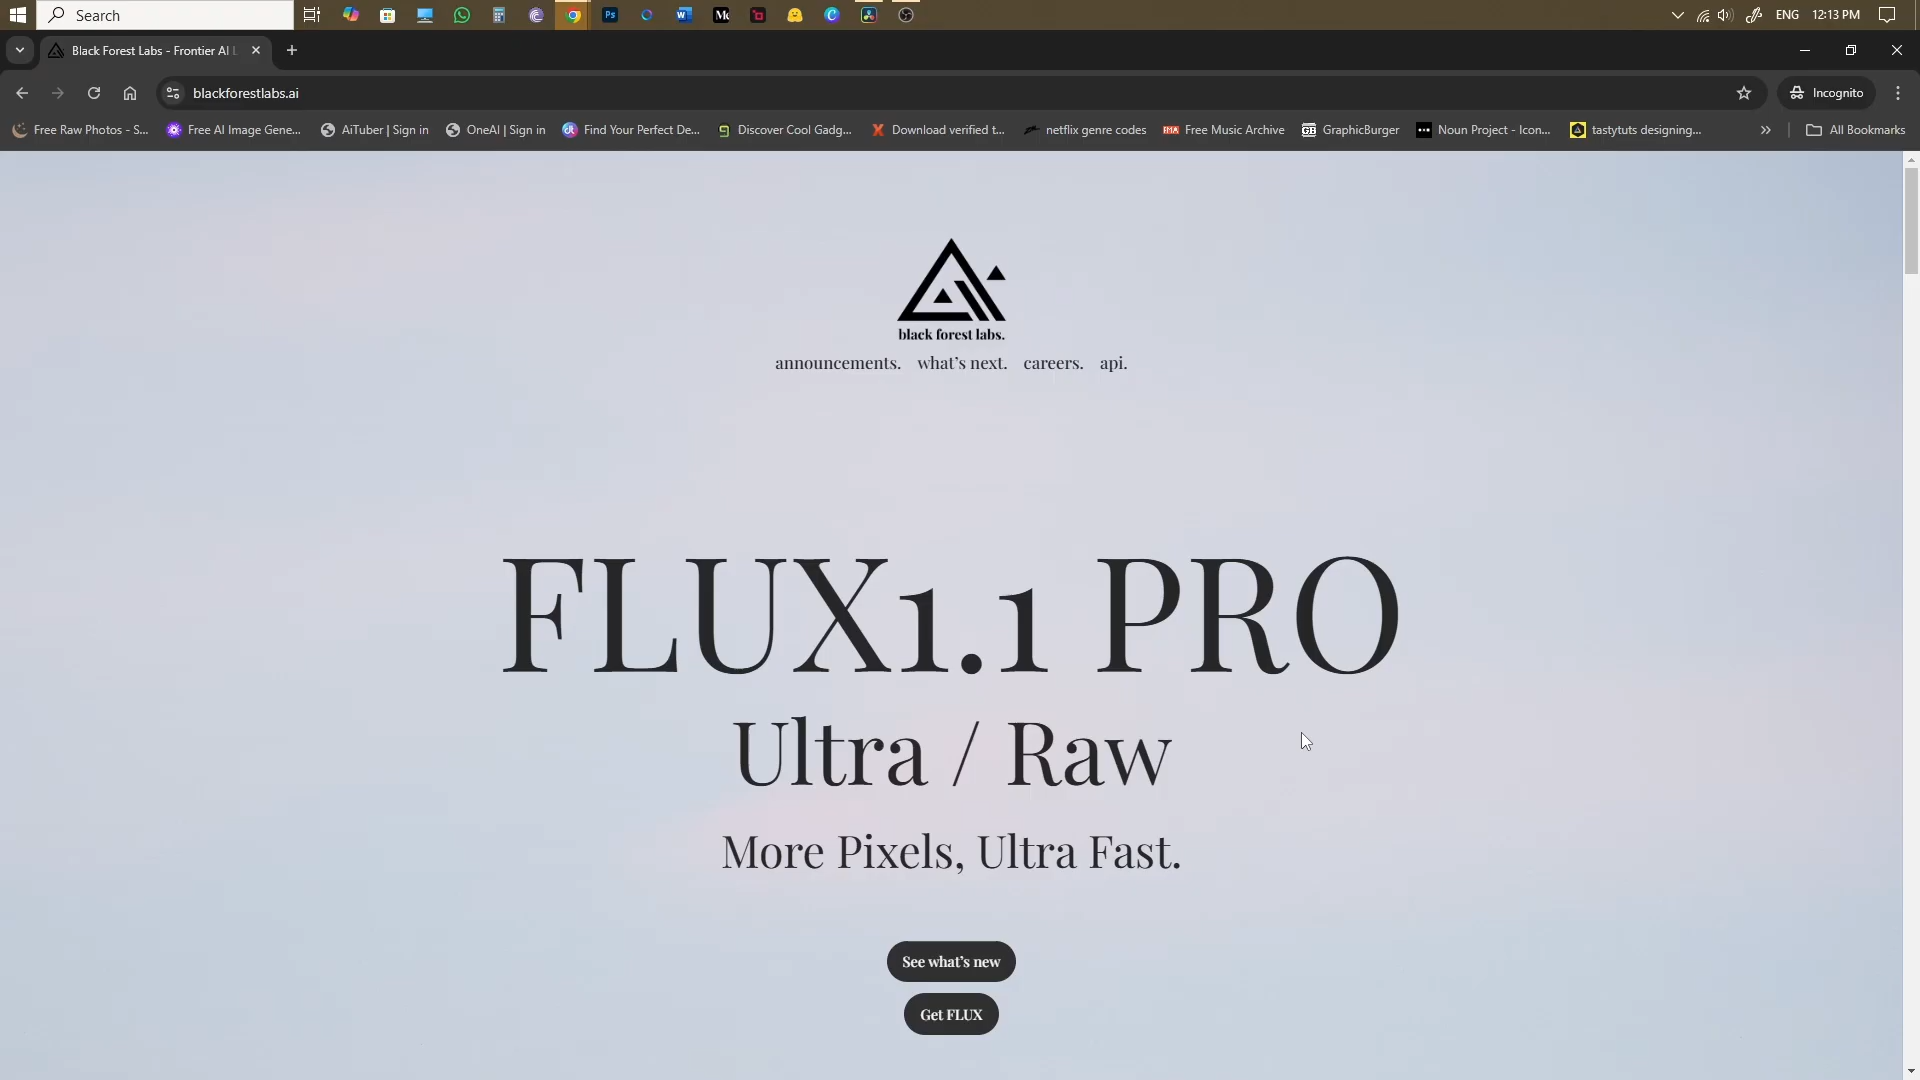 Search
ENG 12:13 PM
Black Forest Labs - Frontier AI L
blackforestlabs.ai
Incognito
Free Raw Photos - S...
Free AI Image Gene...
AiTuber | Sign in
OneAI | Sign in
Find Your Perfect De...
Discover Cool Gadg...
Download verified t...
netflix genre codes
FMA Free Music Archive
GB GraphicBurger
Noun Project - Icon...
tastytuts designing...
All Bookmarks
black forest labs.
announcements. what's next. careers. api.
FLUX1.1 PRO
Ultra / Raw
More Pixels, Ultra Fast.
See what's new
Get FLUX